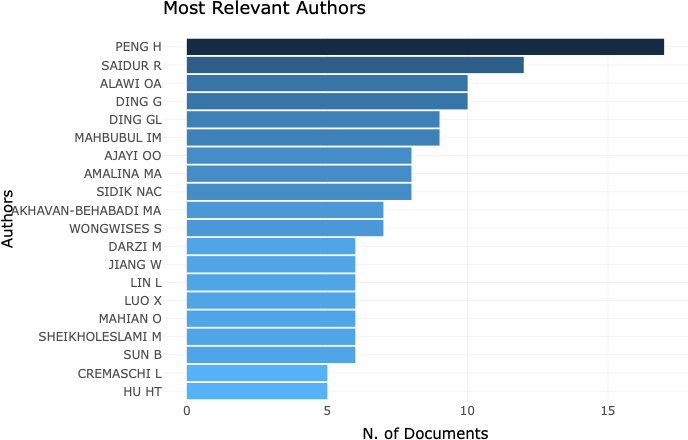 Most Relevant Authors
PENG H
SAIDUR R
ALAWI OA
DING G
DING GL
MAHBUBUL IM
AJAYI OO
AMALINA MA
SIDIK NAC
AKHAVAN-BEHABADI MA
WONGWISES S
DARZI M
JIANG W
LIN L
LUO X
MAHIAN O
SHEIKHOLESLAMI M
SUN B
CREMASCHI L
HU HT
Authors
0 5 10 15
N. of Documents